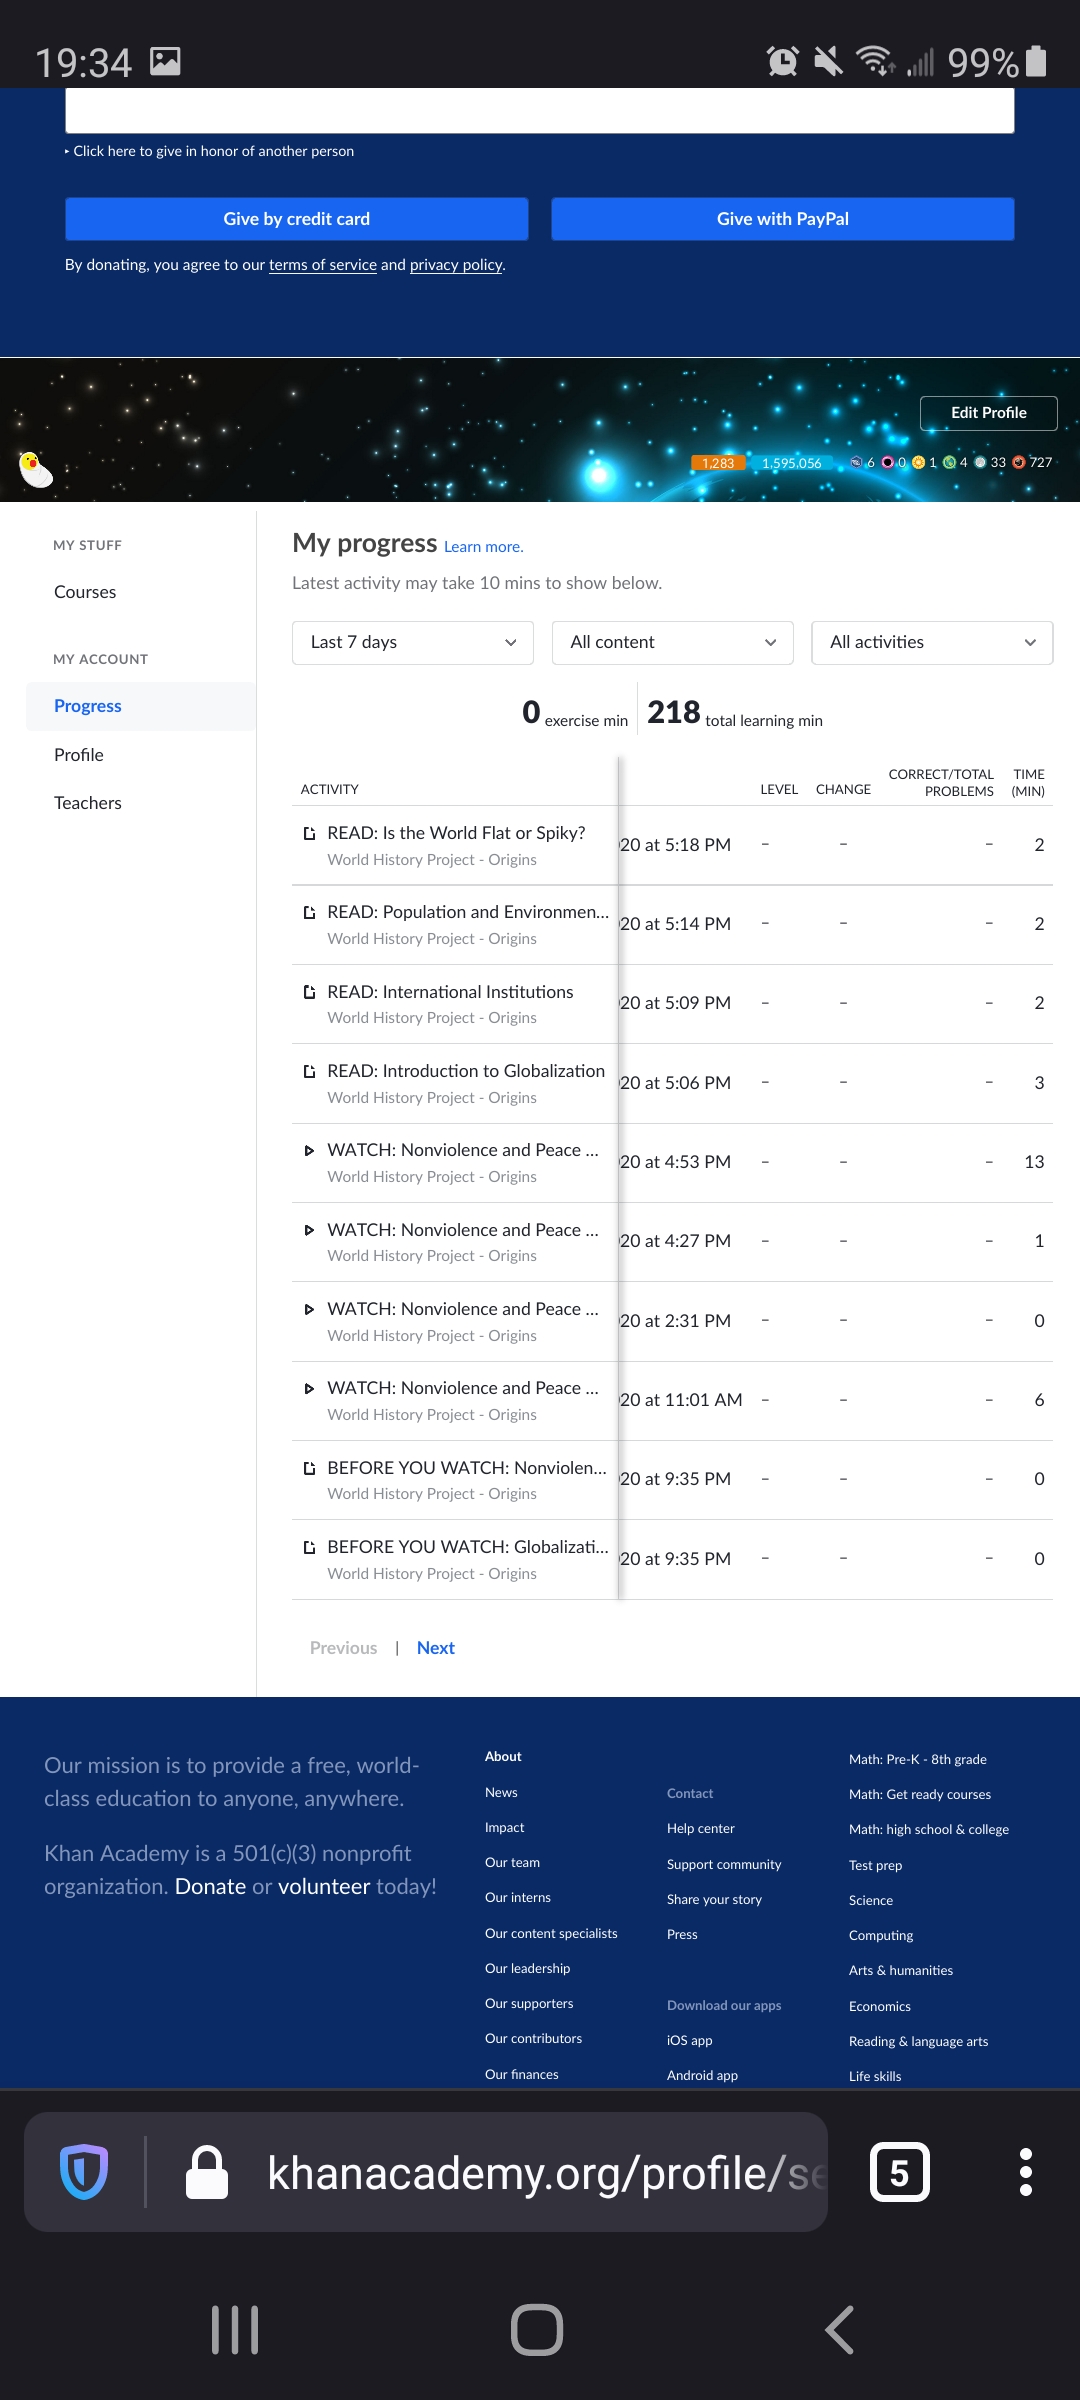 19:34 99%
▸ Click here to give in honor of another person
Give by credit card Give with PayPal
By donating, you agree to our terms of service and privacy policy.
Edit Profile
1,283 1,595,056 6 0 1 4 33 727
MY STUFF
Courses
MY ACCOUNT
Progress
Profile
Teachers
My progress Learn more.
Latest activity may take 10 mins to show below.
Last 7 days All content All activities
0 exercise min 218 total learning min
ACTIVITY LEVEL CHANGE CORRECT/TOTAL PROBLEMS TIME (MIN)
READ: Is the World Flat or Spiky?
World History Project - Origins
20 at 5:18 PM – – – 2
READ: Population and Environmen...
World History Project - Origins
20 at 5:14 PM – – – 2
READ: International Institutions
World History Project - Origins
20 at 5:09 PM – – – 2
READ: Introduction to Globalization
World History Project - Origins
20 at 5:06 PM – – – 3
WATCH: Nonviolence and Peace ...
World History Project - Origins
20 at 4:53 PM – – – 13
WATCH: Nonviolence and Peace ...
World History Project - Origins
20 at 4:27 PM – – – 1
WATCH: Nonviolence and Peace ...
World History Project - Origins
20 at 2:31 PM – – – 0
WATCH: Nonviolence and Peace ...
World History Project - Origins
20 at 11:01 AM – – – 6
BEFORE YOU WATCH: Nonviolen...
World History Project - Origins
20 at 9:35 PM – – – 0
BEFORE YOU WATCH: Globalizati...
World History Project - Origins
20 at 9:35 PM – – – 0
Previous | Next
Our mission is to provide a free, world-
class education to anyone, anywhere.
Khan Academy is a 501(c)(3) nonprofit
organization. Donate or volunteer today!
About
News
Impact
Our team
Our interns
Our content specialists
Our leadership
Our supporters
Our contributors
Our finances
Contact
Help center
Support community
Share your story
Press
Download our apps
iOS app
Android app
Math: Pre-K - 8th grade
Math: Get ready courses
Math: high school & college
Test prep
Science
Computing
Arts & humanities
Economics
Reading & language arts
Life skills
khanacademy.org/profile/se
5